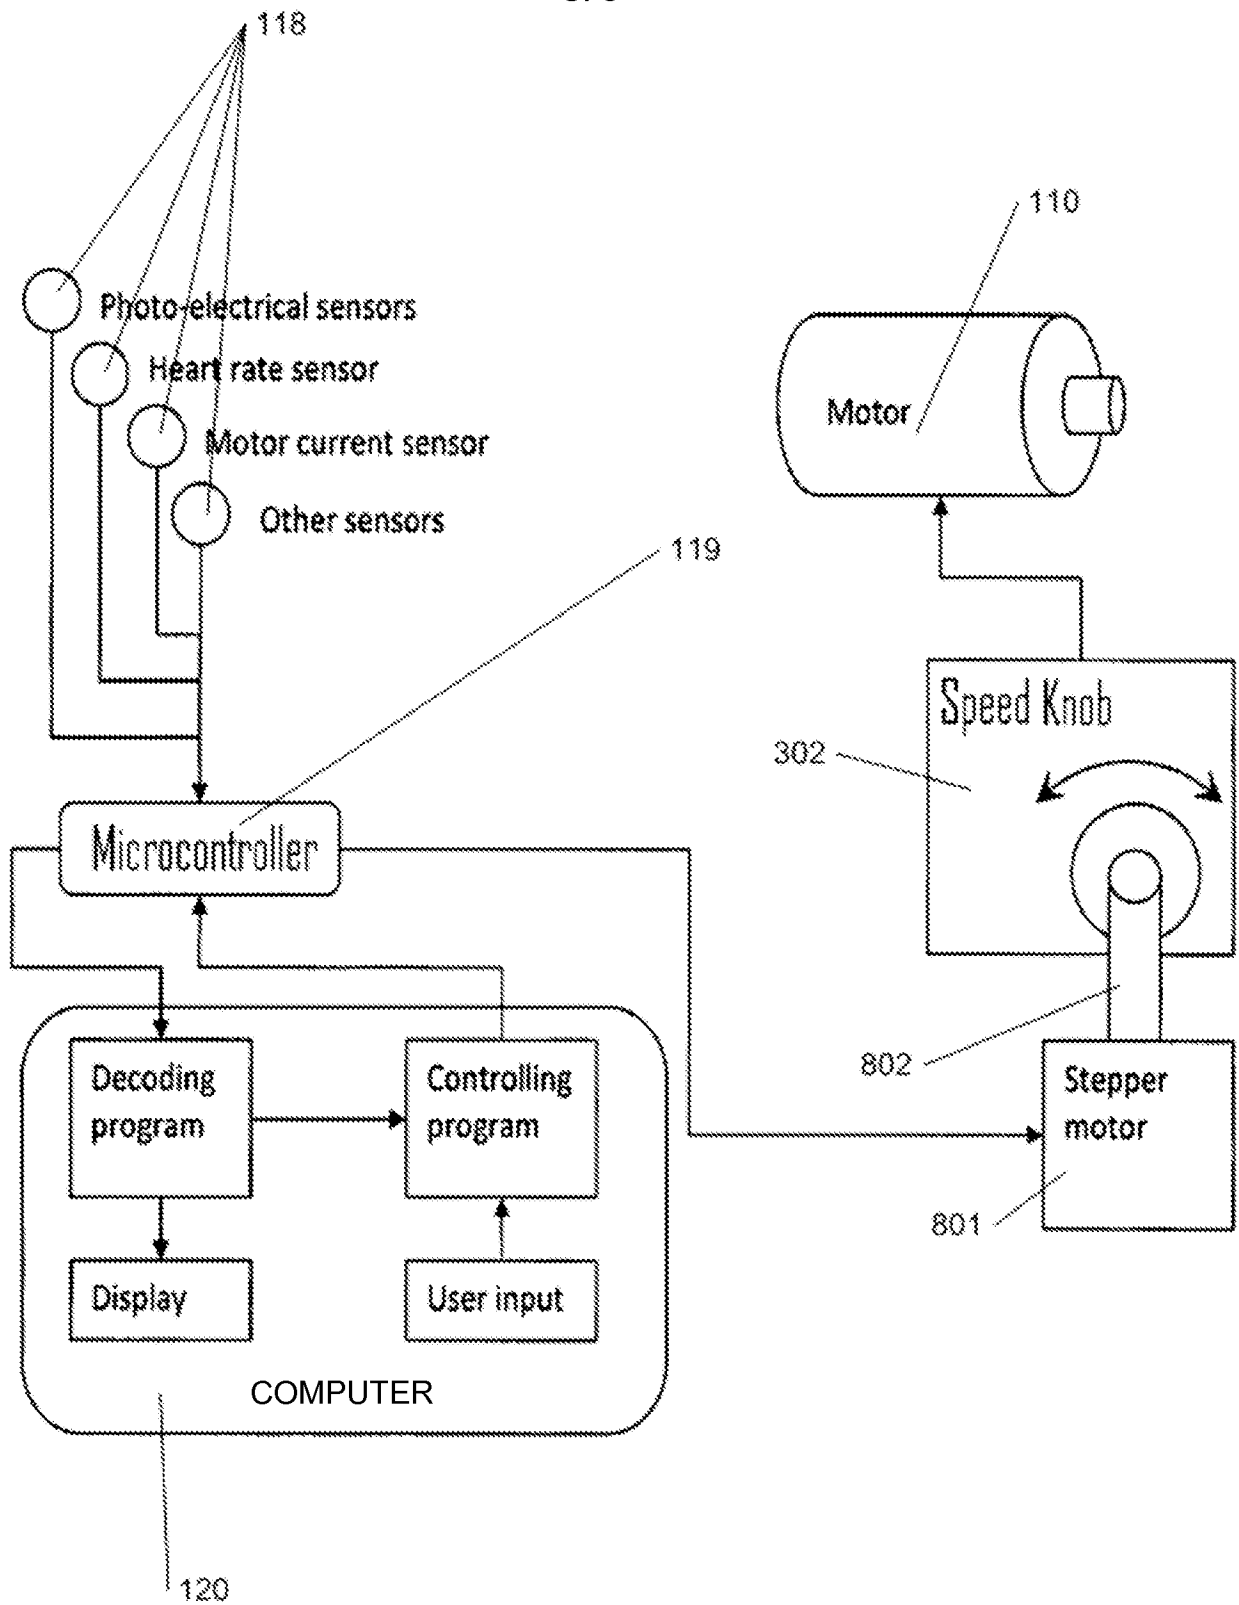 118
110
Photo-electrical sensors
Heart rate sensor
Motor
Motor current sensor
Other sensors
119
Speed Knob
302
Microcontroller
802
Decoding
program
Controlling
program
Stepper
motor
801
Display
User input
COMPUTER
120